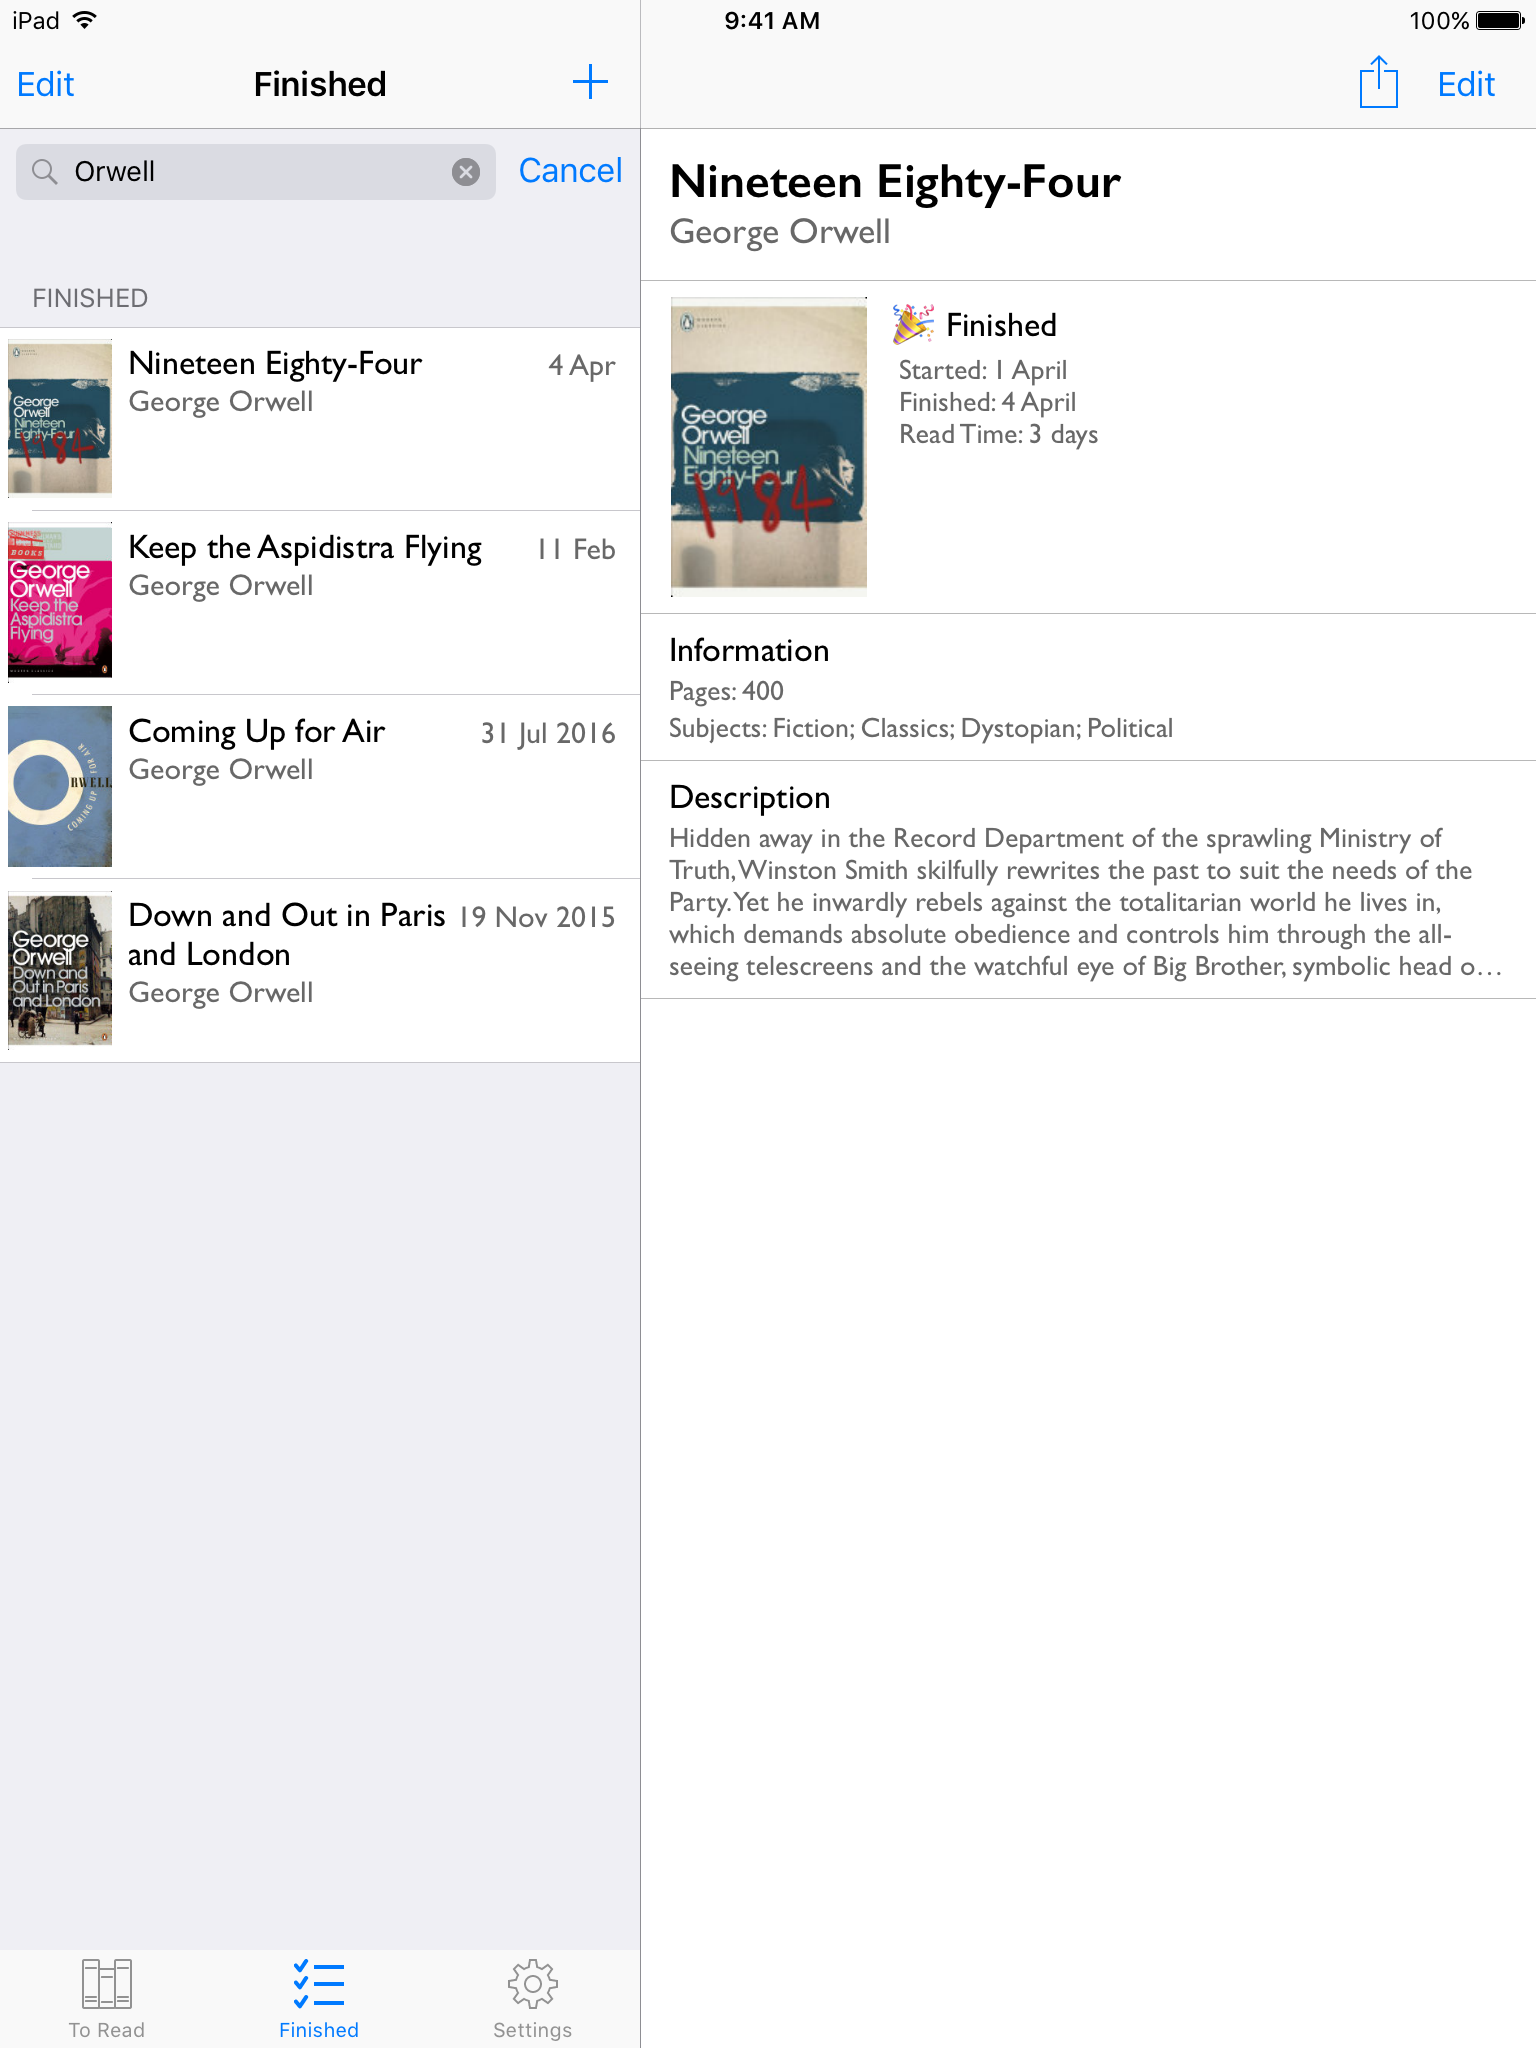 iPad
9:41 AM
100%
Edit
Finished
Edit
Orwell
Cancel
FINISHED
Nineteen Eighty-Four
4 Apr
George Orwell
George
Orwell
Nineteen
Eighty-Four
1984
Keep the Aspidistra Flying
11 Feb
George Orwell
BOOKS
George
Orwell
Keep the
Aspidistra
Flying
Coming Up for Air
31 Jul 2016
George Orwell
ORWELL
COMING UP FOR AIR
Down and Out in Paris
and London
19 Nov 2015
George Orwell
George
Orwell
Down and
Out in Paris
and London
To Read
Finished
Settings
Nineteen Eighty-Four
George Orwell
George
Orwell
Nineteen
Eighty-Four
1984
🎉 Finished
Started: 1 April
Finished: 4 April
Read Time: 3 days
Information
Pages: 400
Subjects: Fiction; Classics; Dystopian; Political
Description
Hidden away in the Record Department of the sprawling Ministry of
Truth, Winston Smith skilfully rewrites the past to suit the needs of the
Party. Yet he inwardly rebels against the totalitarian world he lives in,
which demands absolute obedience and controls him through the all-
seeing telescreens and the watchful eye of Big Brother, symbolic head o…